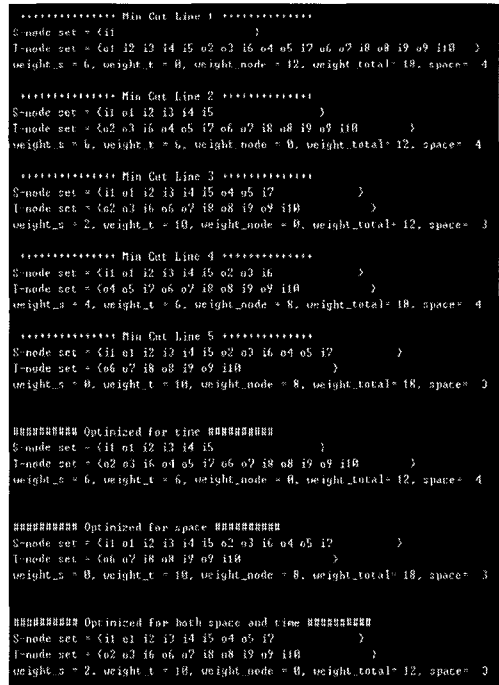 *************** Min Cut Line 1 **************
S-node set = {i1 }
T-node set = {o1 i2 i3 i4 i5 o2 o3 i6 o4 o5 i7 o6 o7 i8 o8 i9 o9 i10 }
weight_s = 6, weight_t = 0, weight_node = 12, weight_total= 18, space= 4
*************** Min Cut Line 2 **************
S-node set = {i1 o1 i2 i3 i4 i5 }
T-node set = {o2 o3 i6 o4 o5 i7 o6 o7 i8 o8 i9 o9 i10 }
weight_s = 6, weight_t = 6, weight_node = 0, weight_total= 12, space= 4
*************** Min Cut Line 3 **************
S-node set = {i1 o1 i2 i3 i4 i5 o4 o5 i7 }
T-node set = {o2 o3 i6 o6 o7 i8 o8 i9 o9 i10 }
weight_s = 2, weight_t = 10, weight_node = 0, weight_total= 12, space= 3
*************** Min Cut Line 4 **************
S-node set = {i1 o1 i2 i3 i4 i5 o2 o3 i6 }
T-node set = {o4 o5 i7 o6 o7 i8 o8 i9 o9 i10 }
weight_s = 4, weight_t = 6, weight_node = 8, weight_total= 18, space= 4
*************** Min Cut Line 5 **************
S-node set = {i1 o1 i2 i3 i4 i5 o2 o3 i6 o4 o5 i7 }
T-node set = {o6 o7 i8 o8 i9 o9 i10 }
weight_s = 0, weight_t = 10, weight_node = 8, weight_total= 18, space= 3
########## Optimized for time ##########
S-node set = {i1 o1 i2 i3 i4 i5 }
T-node set = {o2 o3 i6 o4 o5 i7 o6 o7 i8 o8 i9 o9 i10 }
weight_s = 6, weight_t = 6, weight_node = 0, weight_total= 12, space= 4
########## Optimized for space ##########
S-node set = {i1 o1 i2 i3 i4 i5 o2 o3 i6 o4 o5 i7 }
T-node set = {o6 o7 i8 o8 i9 o9 i10 }
weight_s = 0, weight_t = 10, weight_node = 8, weight_total= 18, space= 3
########## Optimized for both space and time ##########
S-node set = {i1 o1 i2 i3 i4 i5 o4 o5 i7 }
T-node set = {o2 o3 i6 o6 o7 i8 o8 i9 o9 i10 }
weight_s = 2, weight_t = 10, weight_node = 0, weight_total= 12, space= 3